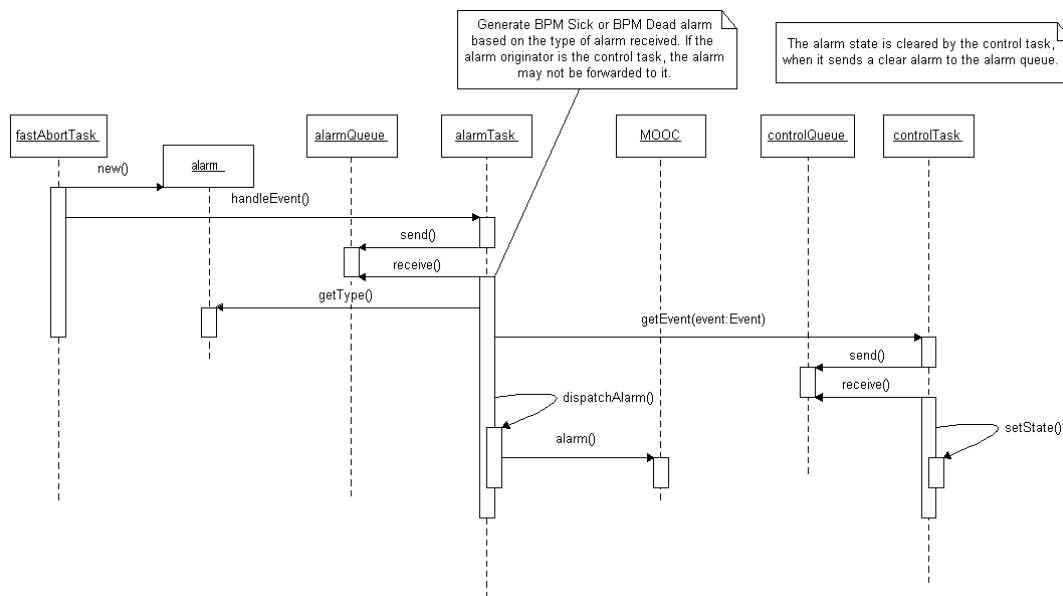 Generate BPM Sick or BPM Dead alarm
based on the type of alarm received. If the
alarm originator is the control task, the alarm
may not be forwarded to it.
The alarm state is cleared by the control task,
when it sends a clear alarm to the alarm queue.
fastAbortTask
alarm
alarmQueue
alarmTask
MOOC
controlQueue
controlTask
new()
handleEvent()
send()
receive()
getType()
getEvent(event:Event)
send()
receive()
dispatchAlarm()
setState()
alarm()